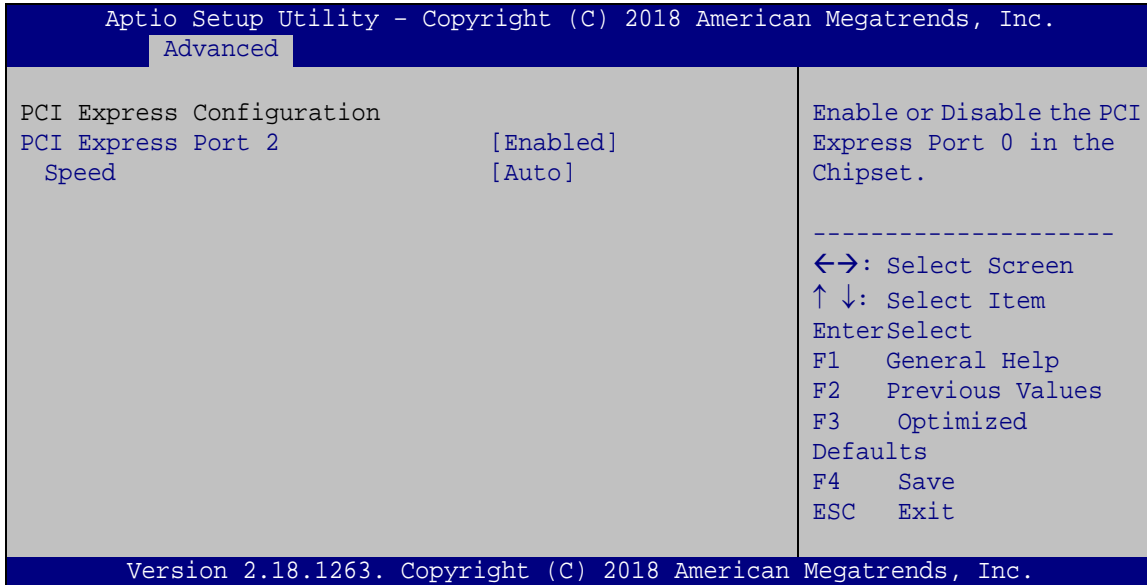 Aptio Setup Utility – Copyright (C) 2018 American Megatrends, Inc.
Advanced
PCI Express Configuration
PCI Express Port 2 [Enabled]
Speed [Auto]
Enable or Disable the PCI
Express Port 0 in the
Chipset.
---------------------
←→: Select Screen
↑ ↓: Select Item
EnterSelect
F1 General Help
F2 Previous Values
F3 Optimized
Defaults
F4 Save
ESC Exit
Version 2.18.1263. Copyright (C) 2018 American Megatrends, Inc.